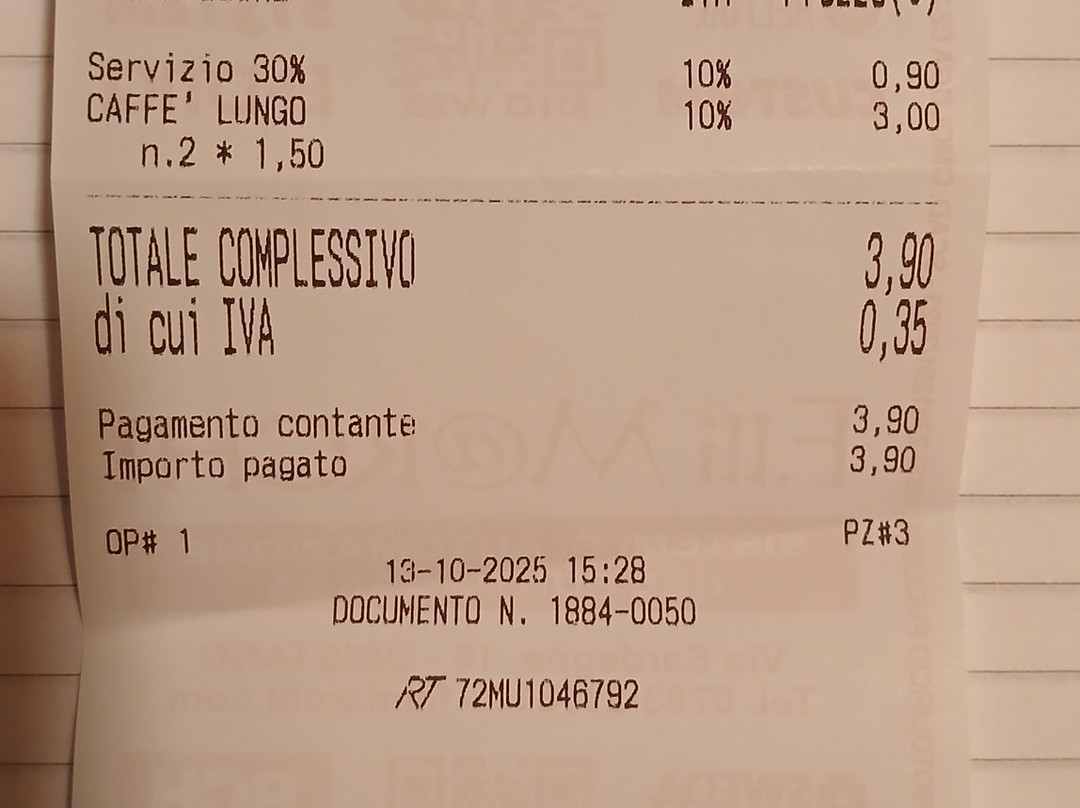 Servizio 30% 10% 0,90
CAFFE' LUNGO 10% 3,00
n.2 * 1,50
TOTALE COMPLESSIVO 3,90
di cui IVA 0,35
Pagamento contante 3,90
Importo pagato 3,90
OP# 1 PZ#3
13-10-2025 15:28
DOCUMENTO N. 1884-0050
RT 72MU1046792